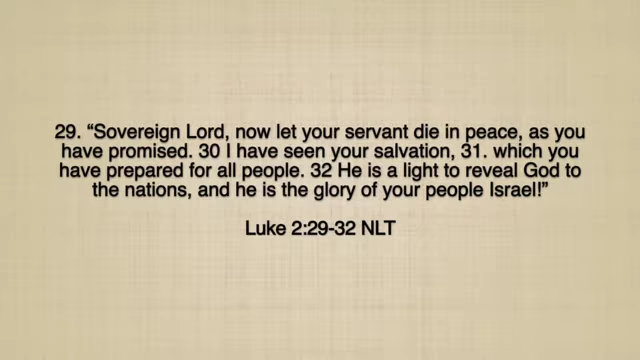 29. “Sovereign Lord, now let your servant die in peace, as you
have promised. 30 I have seen your salvation, 31. which you
have prepared for all people. 32 He is a light to reveal God to
the nations, and he is the glory of your people Israel!”
Luke 2:29-32 NLT